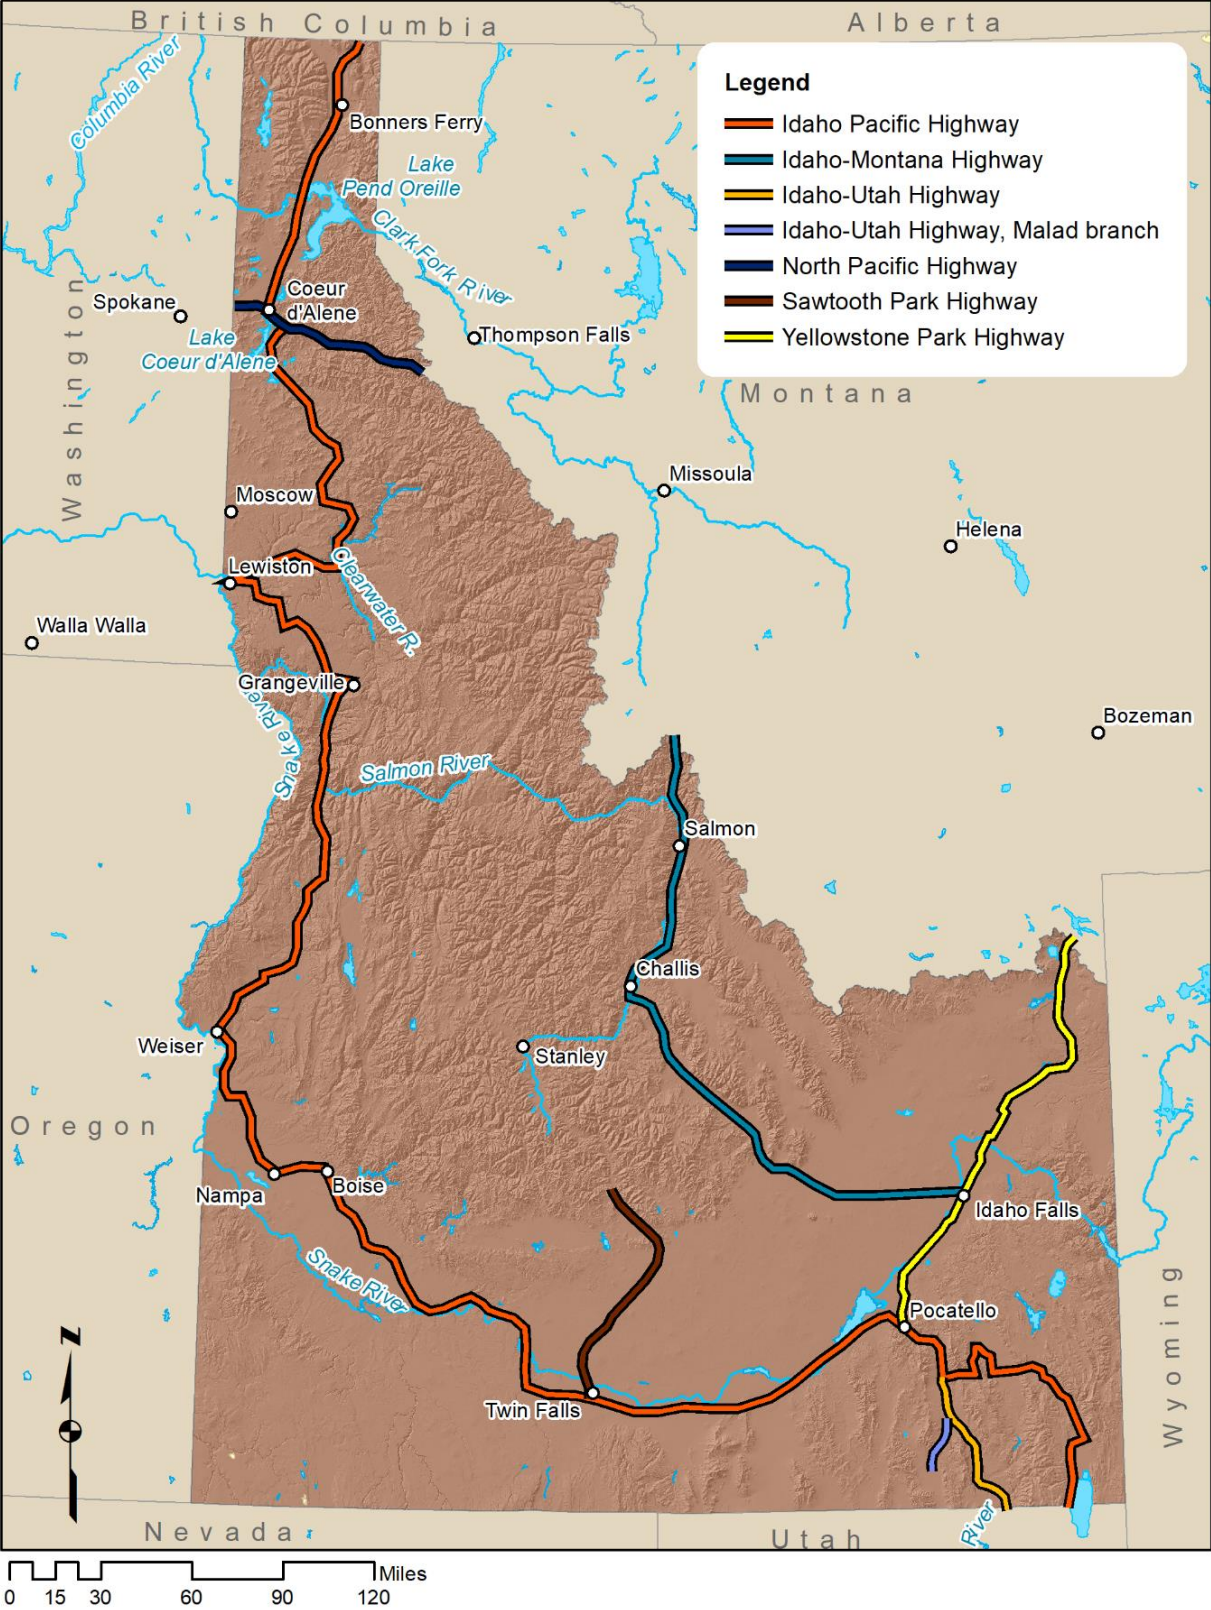 British Columbia
Alberta
Columbia River
Legend
Idaho Pacific Highway
Idaho-Montana Highway
Idaho-Utah Highway
Idaho-Utah Highway, Malad branch
North Pacific Highway
Sawtooth Park Highway
Yellowstone Park Highway
Bonners Ferry
Lake
Pend Oreille
Clark Fork River
Coeur
d'Alene
Spokane
Lake
Coeur d'Alene
Thompson Falls
Washington
Montana
Missoula
Moscow
Helena
Lewiston
Clearwater R.
Walla Walla
Grangeville
Snake River
Bozeman
Salmon River
Salmon
Challis
Weiser
Stanley
Oregon
Nampa
Boise
Idaho Falls
Snake River
Pocatello
Wyoming
Twin Falls
N
River
Nevada
Utah
Miles
0 15 30 60 90 120